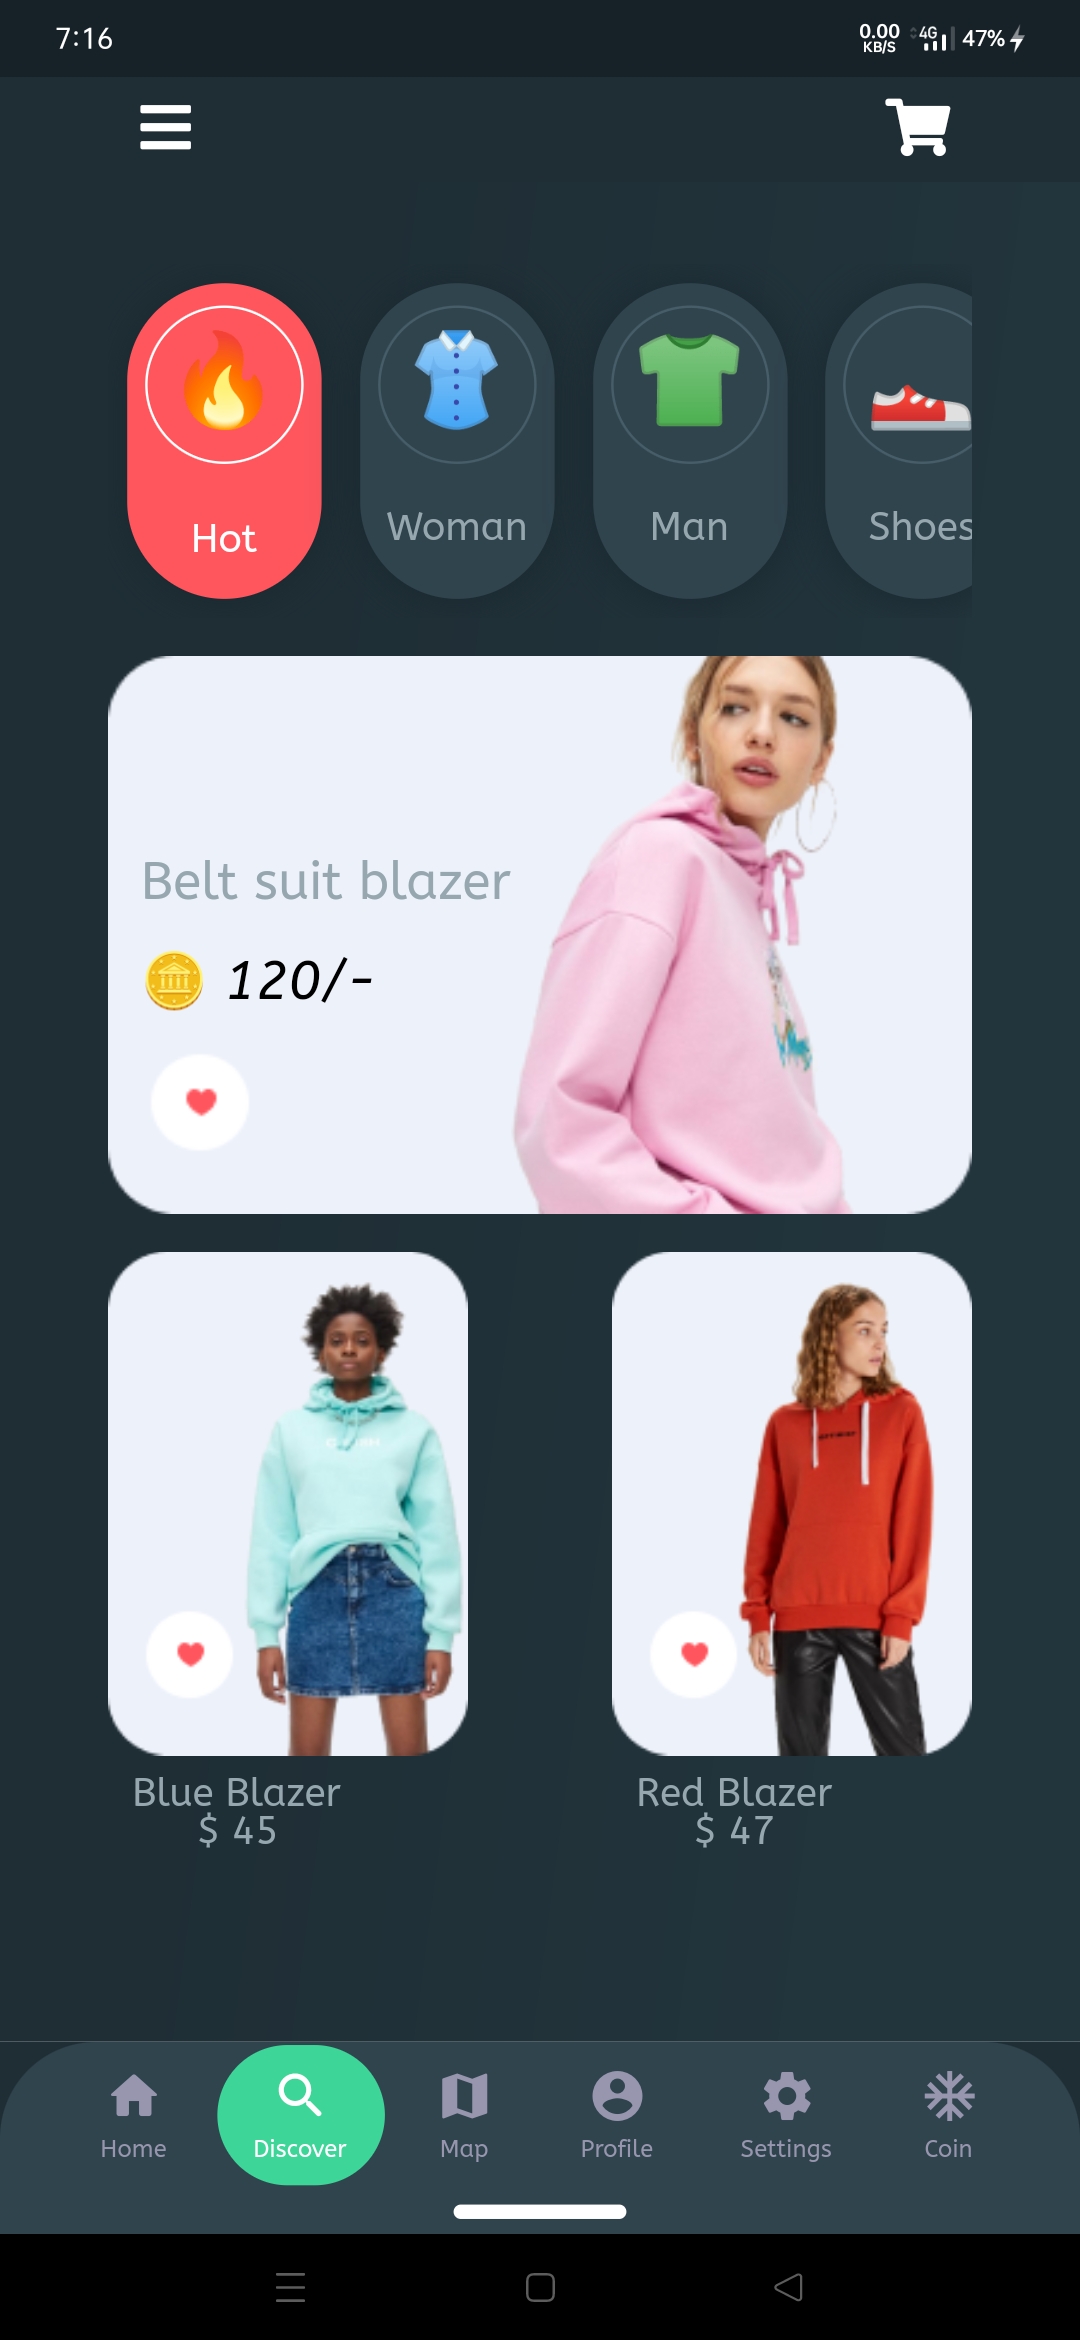 7:16
0.00
KB/S
4G
47%
Hot
Woman
Man
Shoes
Belt suit blazer
120/-
Blue Blazer
$ 45
Red Blazer
$ 47
Home
Discover
Map
Profile
Settings
Coin